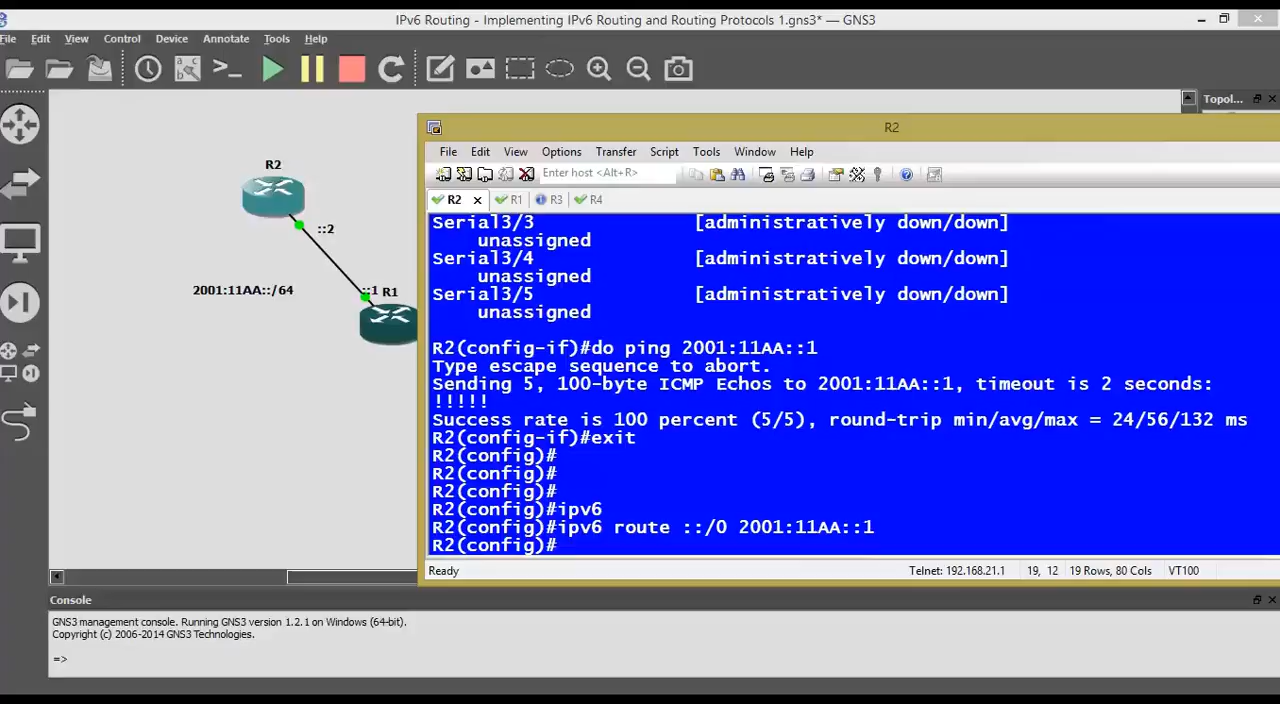 IPv6 Routing - Implementing IPv6 Routing and Routing Protocols 1.gns3* — GNS3
File Edit View Control Device Annotate Tools Help
Topol...
R2
::2
2001:11AA::/64
::1 R1
R2
File Edit View Options Transfer Script Tools Window Help
Enter host <Alt+R>
R2 R1 R3 R4
Serial3/3 [administratively down/down]
unassigned
Serial3/4 [administratively down/down]
unassigned
Serial3/5 [administratively down/down]
unassigned
R2(config-if)#do ping 2001:11AA::1
Type escape sequence to abort.
Sending 5, 100-byte ICMP Echos to 2001:11AA::1, timeout is 2 seconds:
!!!!!
Success rate is 100 percent (5/5), round-trip min/avg/max = 24/56/132 ms
R2(config-if)#exit
R2(config)#
R2(config)#
R2(config)#
R2(config)#ipv6
R2(config)#ipv6 route ::/0 2001:11AA::1
R2(config)#
Ready Telnet: 192.168.21.1 19, 12 19 Rows, 80 Cols VT100
Console
GNS3 management console. Running GNS3 version 1.2.1 on Windows (64-bit).
Copyright (c) 2006-2014 GNS3 Technologies.
=>